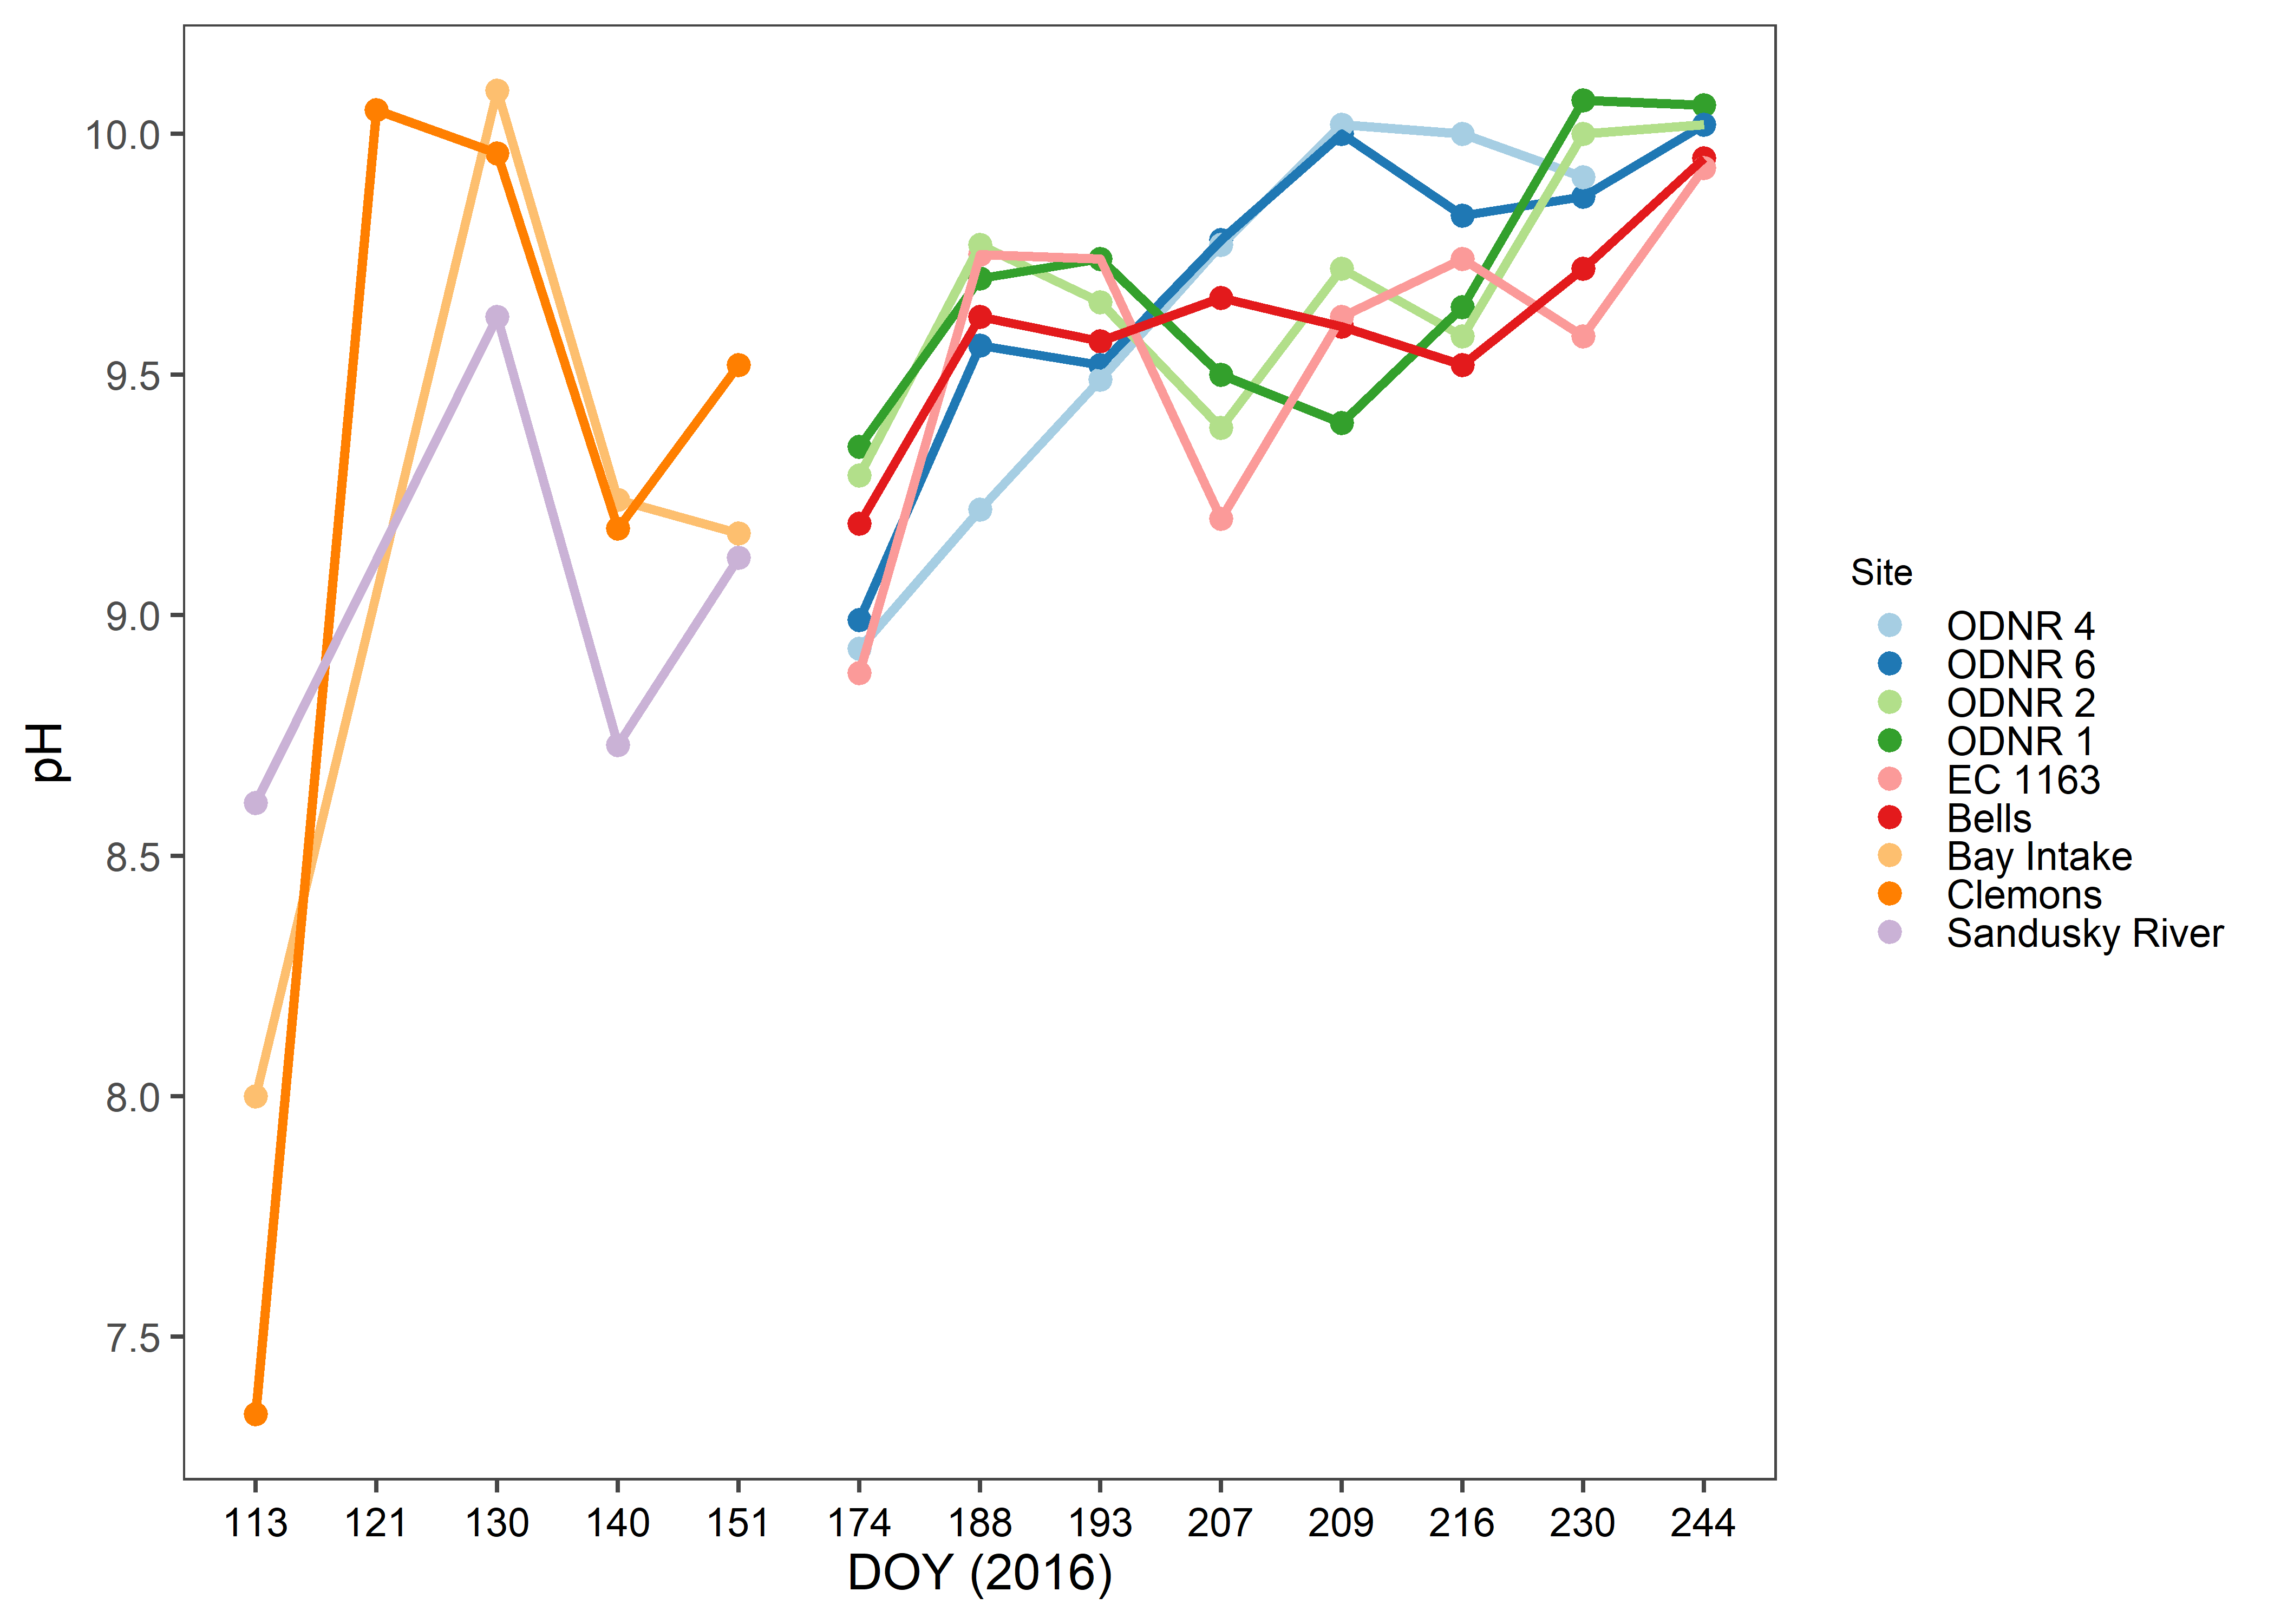 pH
10.0
9.5
9.0
8.5
8.0
7.5
113 121 130 140 151 174 188 193 207 209 216 230 244
DOY (2016)
Site
ODNR 4
ODNR 6
ODNR 2
ODNR 1
EC 1163
Bells
Bay Intake
Clemons
Sandusky River